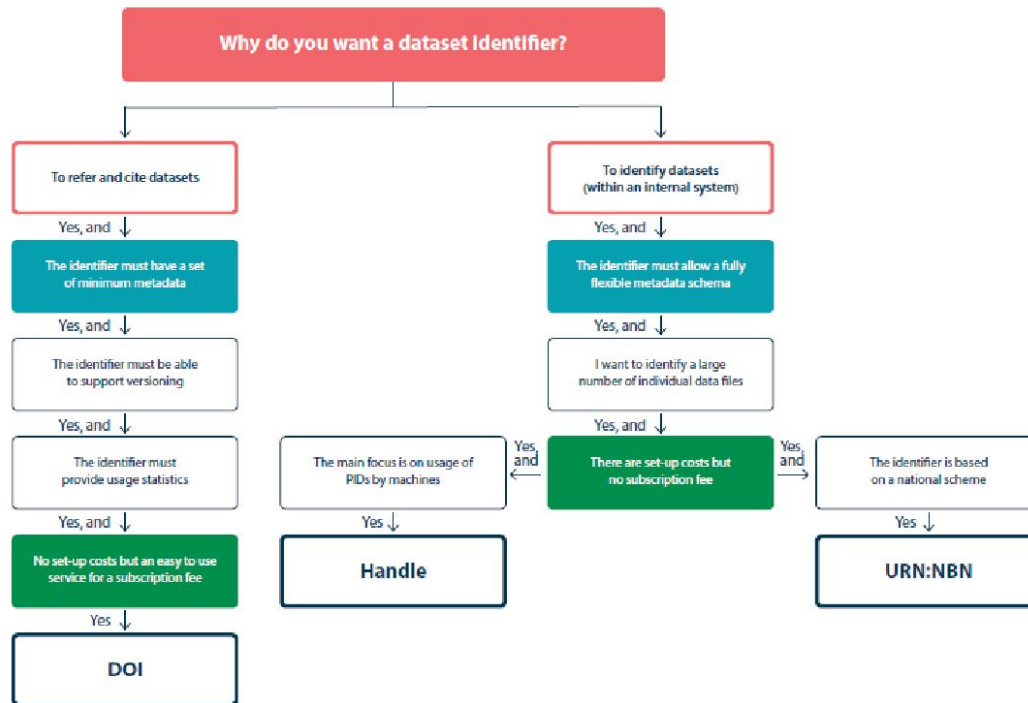 Why do you want a dataset identifier?
To refer and cite datasets
Yes, and
The identifier must have a set
of minimum metadata
Yes, and
The identifier must be able
to support versioning
Yes, and
The identifier must
provide usage statistics
Yes, and
No set-up costs but an easy to use
service for a subscription fee
Yes
DOI
To identify datasets
(within an internal system)
Yes, and
The identifier must allow a fully
flexible metadata schema
Yes, and
I want to identify a large
number of individual data files
Yes, and
There are set-up costs but
no subscription fee
Yes,
and
The main focus is on usage of
PIDs by machines
Yes
Handle
Yes,
and
The identifier is based
on a national scheme
Yes
URN:NBN